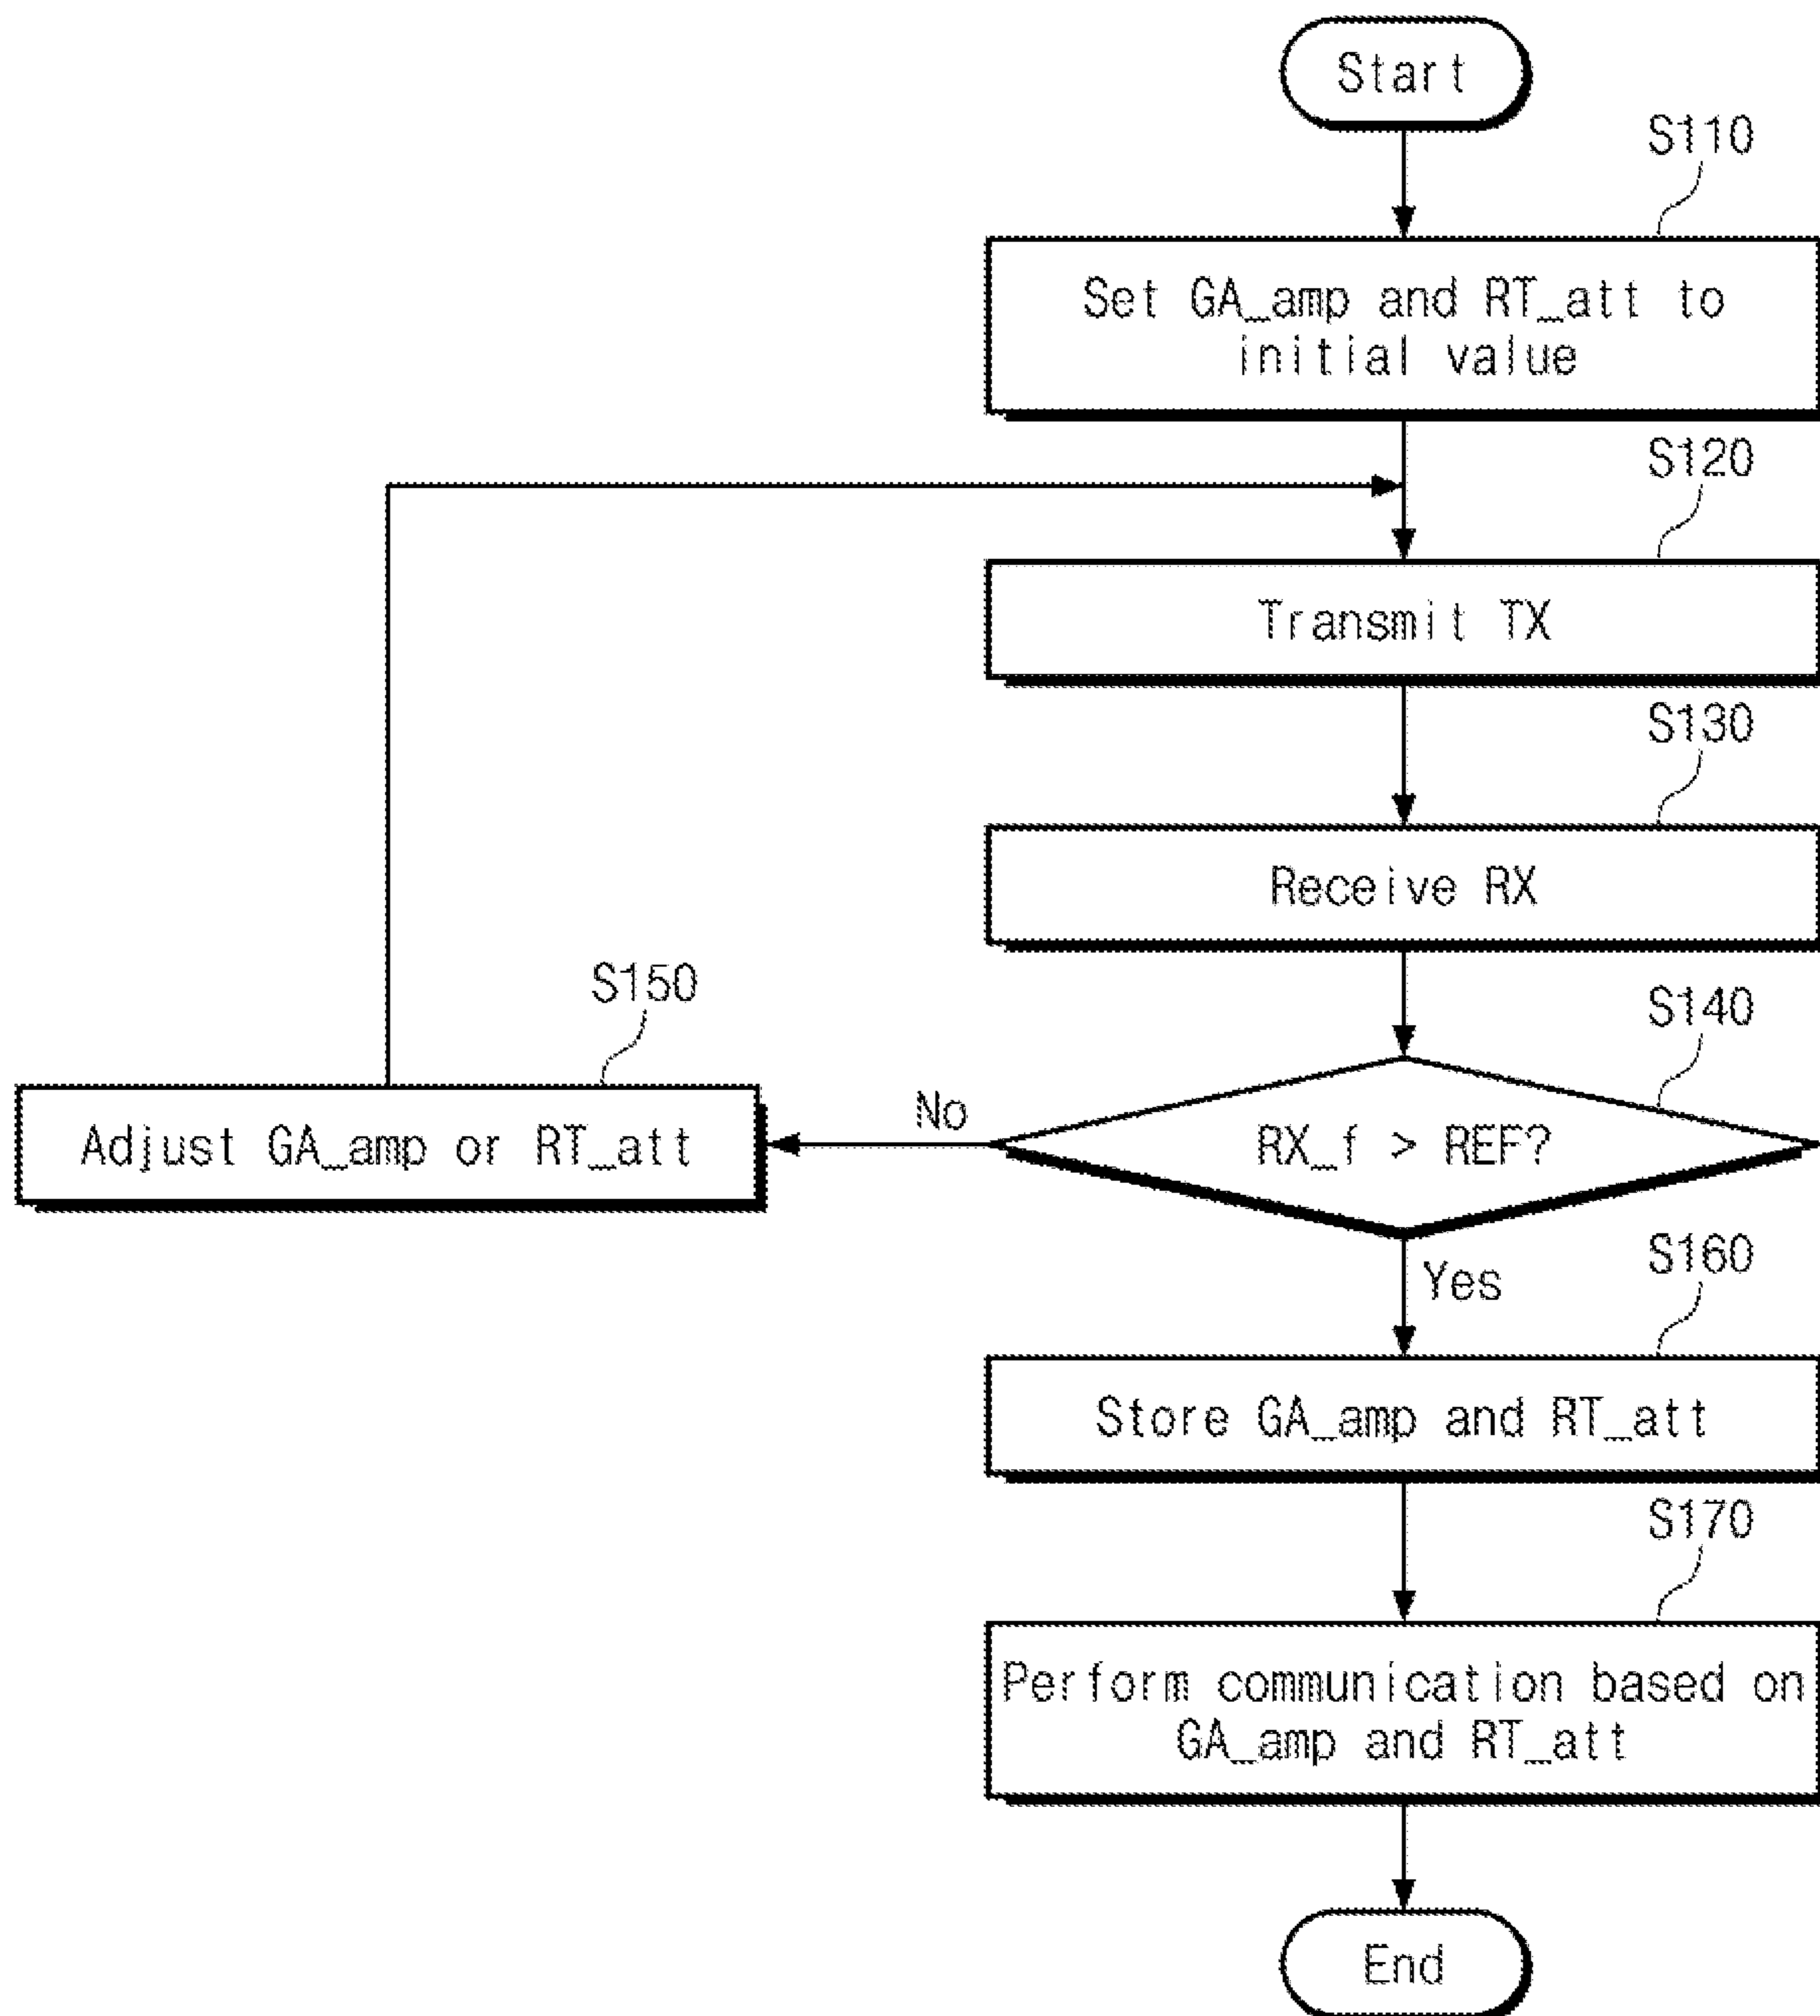 Start
S110
Set GA_amp and RT_att to
initial value
S120
Transmit TX
S130
Receive RX
S140
RX_f > REF?
No
S150
Adjust GA_amp or RT_att
Yes
S160
Store GA_amp and RT_att
S170
Perform communication based on
GA_amp and RT_att
End